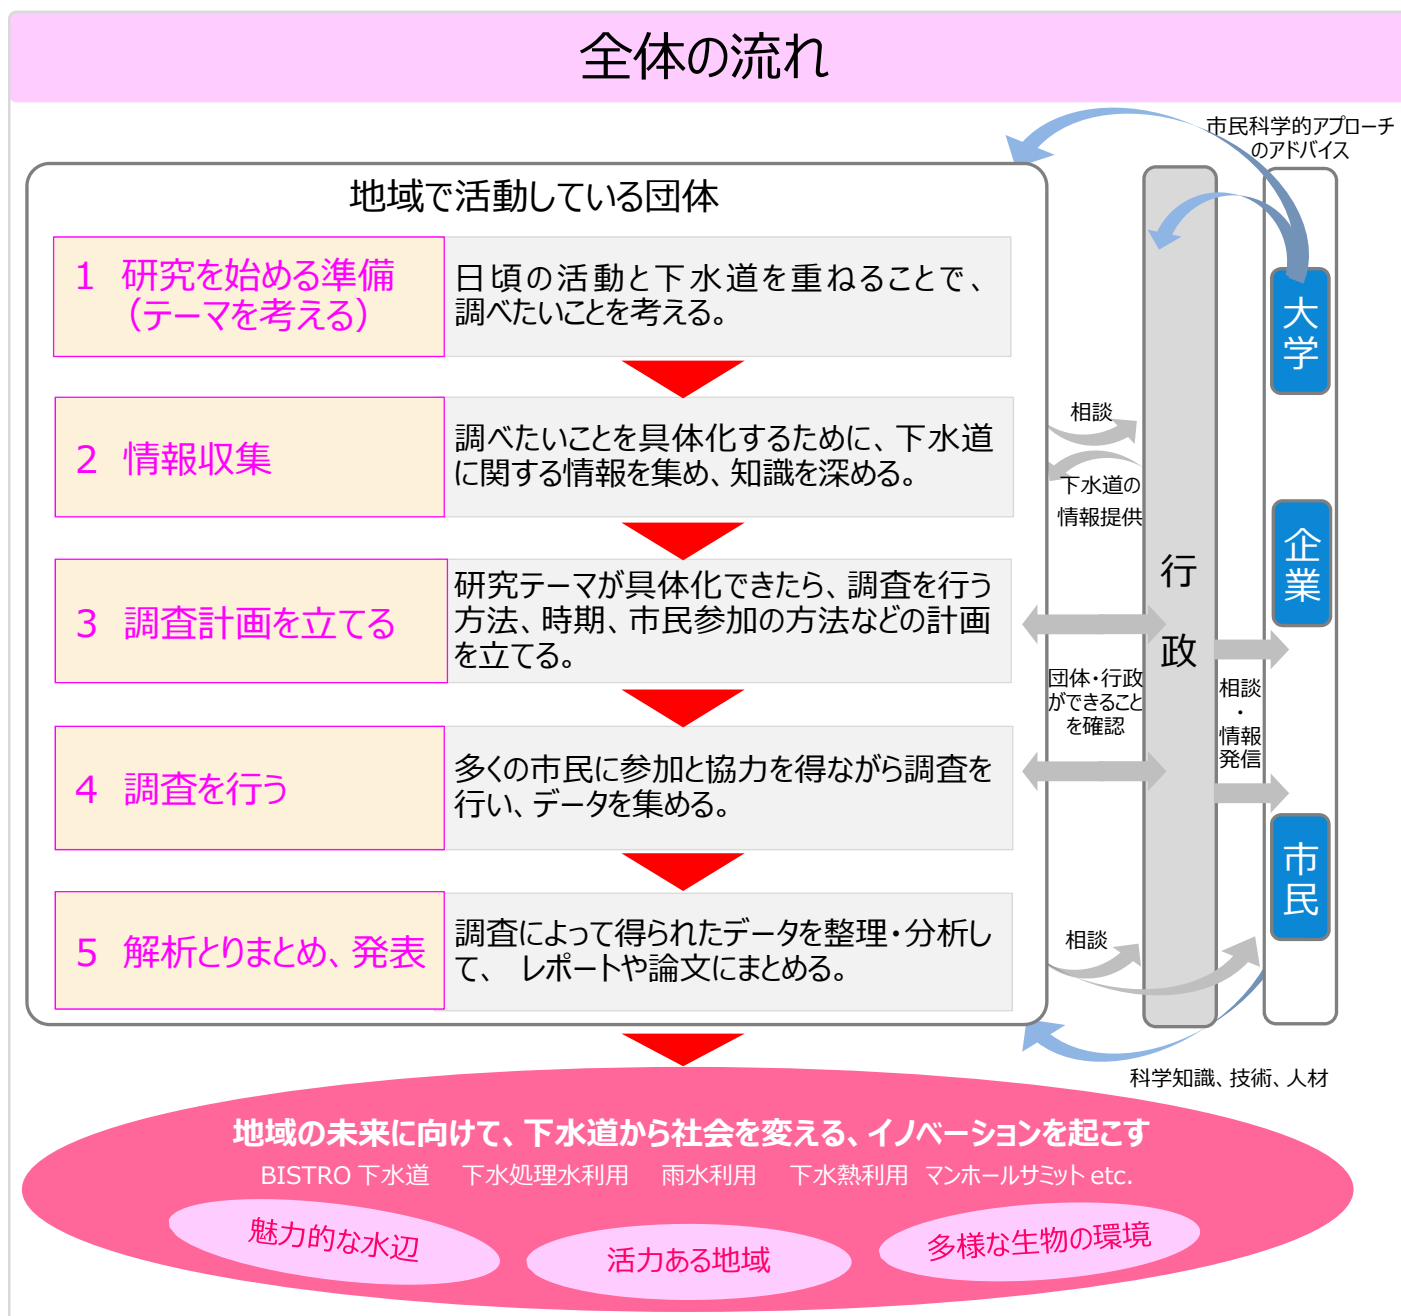 全体の流れ
市民科学的アプローチ
のアドバイス
地域で活動している団体
1 研究を始める準備
（テーマを考える）
日頃の活動と下水道を重ねることで、
調べたいことを考える。
大学
2 情報収集
調べたいことを具体化するために、下水道
に関する情報を集め、知識を深める。
相談
下水道の
情報提供
行政
企業
3 調査計画を立てる
研究テーマが具体化できたら、調査を行う
方法、時期、市民参加の方法などの計画
を立てる。
団体・行政
ができること
を確認
相談
・
情報
発信
4 調査を行う
多くの市民に参加と協力を得ながら調査を
行い、データを集める。
市民
5 解析とりまとめ、発表
調査によって得られたデータを整理・分析し
て、 レポートや論文にまとめる。
相談
科学知識、技術、人材
地域の未来に向けて、下水道から社会を変える、イノベーションを起こす
BISTRO 下水道 下水処理水利用 雨水利用 下水熱利用 マンホールサミット etc.
魅力的な水辺
活力ある地域
多様な生物の環境